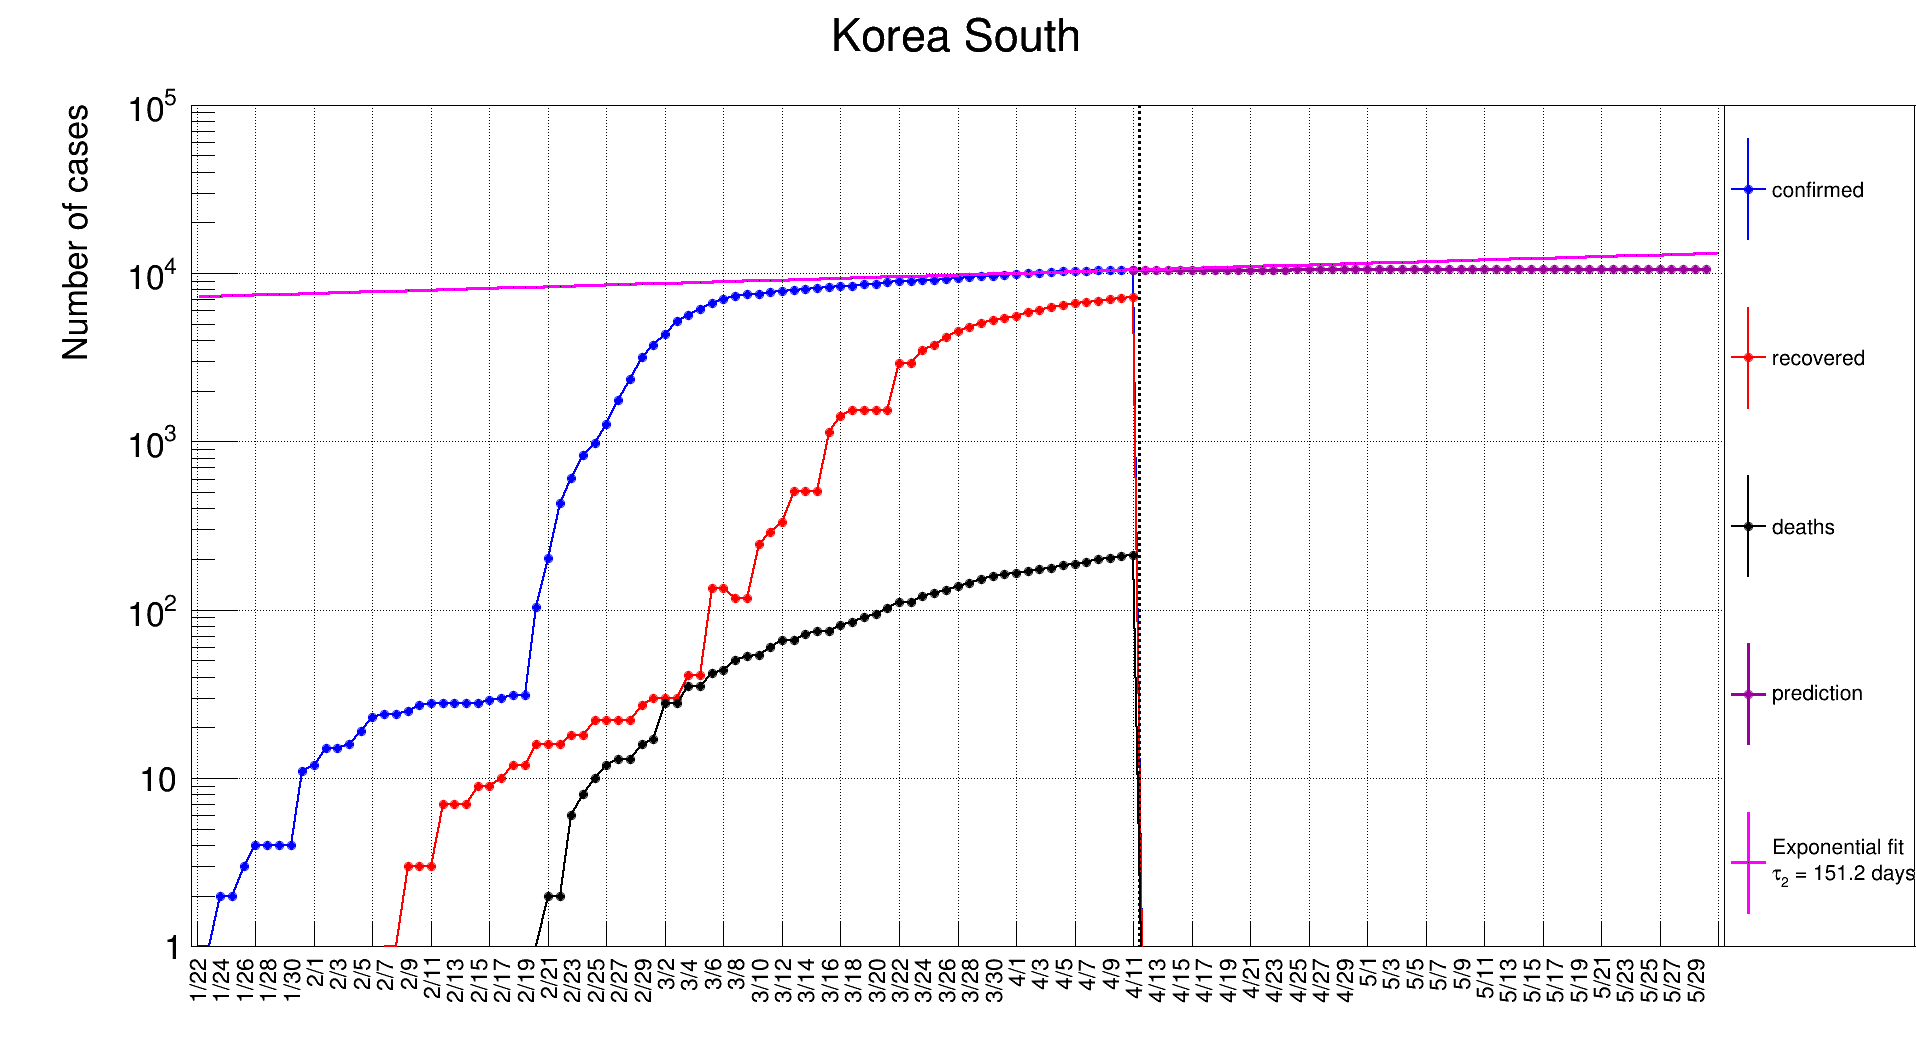 Korea South
Number of cases
10^5
10^4
10^3
10^2
10
1
1/22 1/24 1/26 1/28 1/30 2/1 2/3 2/5 2/7 2/9 2/11 2/13 2/15 2/17 2/19 2/21 2/23 2/25 2/27 2/29 3/2 3/4 3/6 3/8 3/10 3/12 3/14 3/16 3/18 3/20 3/22 3/24 3/26 3/28 3/30 4/1 4/3 4/5 4/7 4/9 4/11 4/13 4/15 4/17 4/19 4/21 4/23 4/25 4/27 4/29 5/1 5/3 5/5 5/7 5/9 5/11 5/13 5/15 5/17 5/19 5/21 5/23 5/25 5/27 5/29
confirmed
recovered
deaths
prediction
Exponential fit
τ₂ = 151.2 days